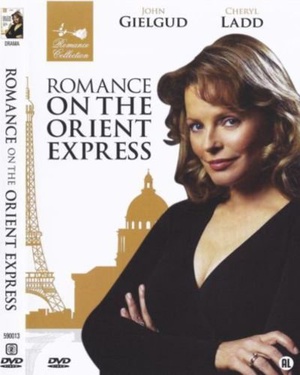 JOHN
GIELGUD
CHERYL
LADD
Romance
Collection
ROMANCE
ON THE
ORIENT
EXPRESS
DRAMA
ROMANCE ON THE ORIENT EXPRESS
590013
DVD
DVD
AL